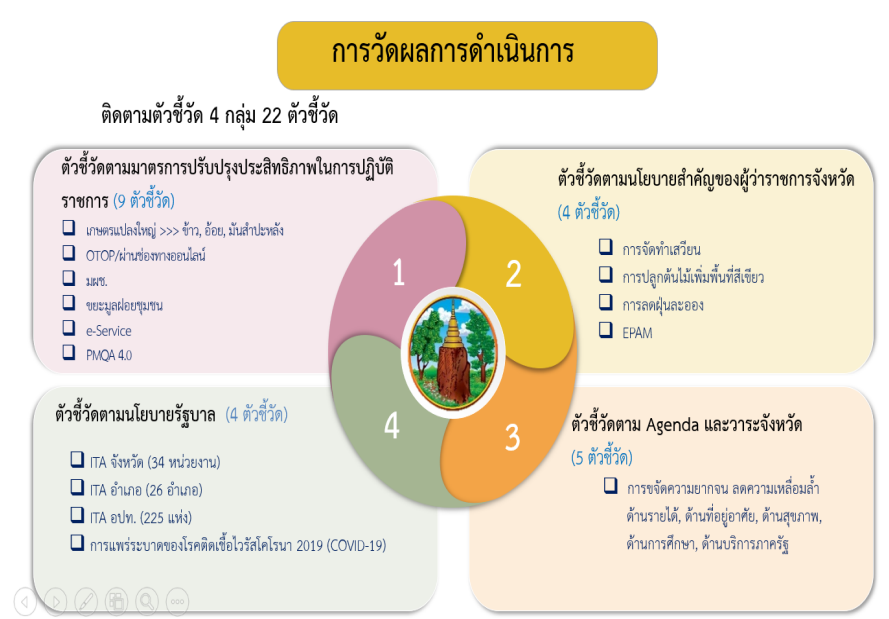 การวัดผลการดำเนินการ
ติดตามตัวชี้วัด 4 กลุ่ม 22 ตัวชี้วัด
ตัวชี้วัดตามมาตรการปรับปรุงประสิทธิภาพในการปฏิบัติ
ราชการ (9 ตัวชี้วัด)
เกษตรแปลงใหญ่ >>> ข้าว, อ้อย, มันสำปะหลัง
OTOP/ผ่านช่องทางออนไลน์
มผช.
ขยะมูลฝอยชุมชน
e-Service
PMQA 4.0
1
ตัวชี้วัดตามนโยบายสำคัญของผู้ว่าราชการจังหวัด
(4 ตัวชี้วัด)
การจัดทำเสวียน
การปลูกต้นไม้เพิ่มพื้นที่สีเขียว
การลดฝุ่นละออง
EPAM
2
ตัวชี้วัดตามนโยบายรัฐบาล (4 ตัวชี้วัด)
ITA จังหวัด (34 หน่วยงาน)
ITA อำเภอ (26 อำเภอ)
ITA อปท. (225 แห่ง)
การแพร่ระบาดของโรคติดเชื้อไวรัสโคโรนา 2019 (COVID-19)
4
3
ตัวชี้วัดตาม Agenda และวาระจังหวัด
(5 ตัวชี้วัด)
การขจัดความยากจน ลดความเหลื่อมล้ำ
ด้านรายได้, ด้านที่อยู่อาศัย, ด้านสุขภาพ,
ด้านการศึกษา, ด้านบริการภาครัฐ